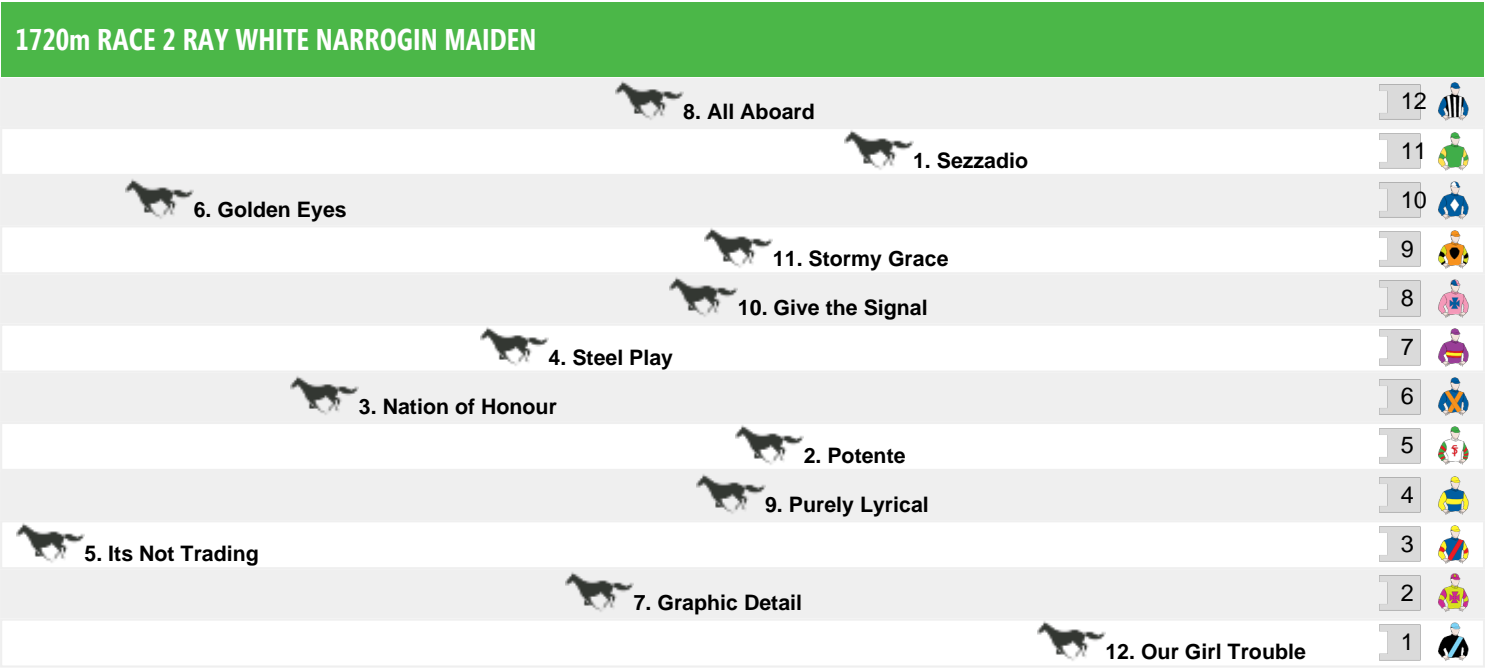 1720m RACE 2 RAY WHITE NARROGIN MAIDEN
8. All Aboard 12
1. Sezzadio 11
6. Golden Eyes 10
11. Stormy Grace 9
10. Give the Signal 8
4. Steel Play 7
3. Nation of Honour 6
2. Potente 5
9. Purely Lyrical 4
5. Its Not Trading 3
7. Graphic Detail 2
12. Our Girl Trouble 1